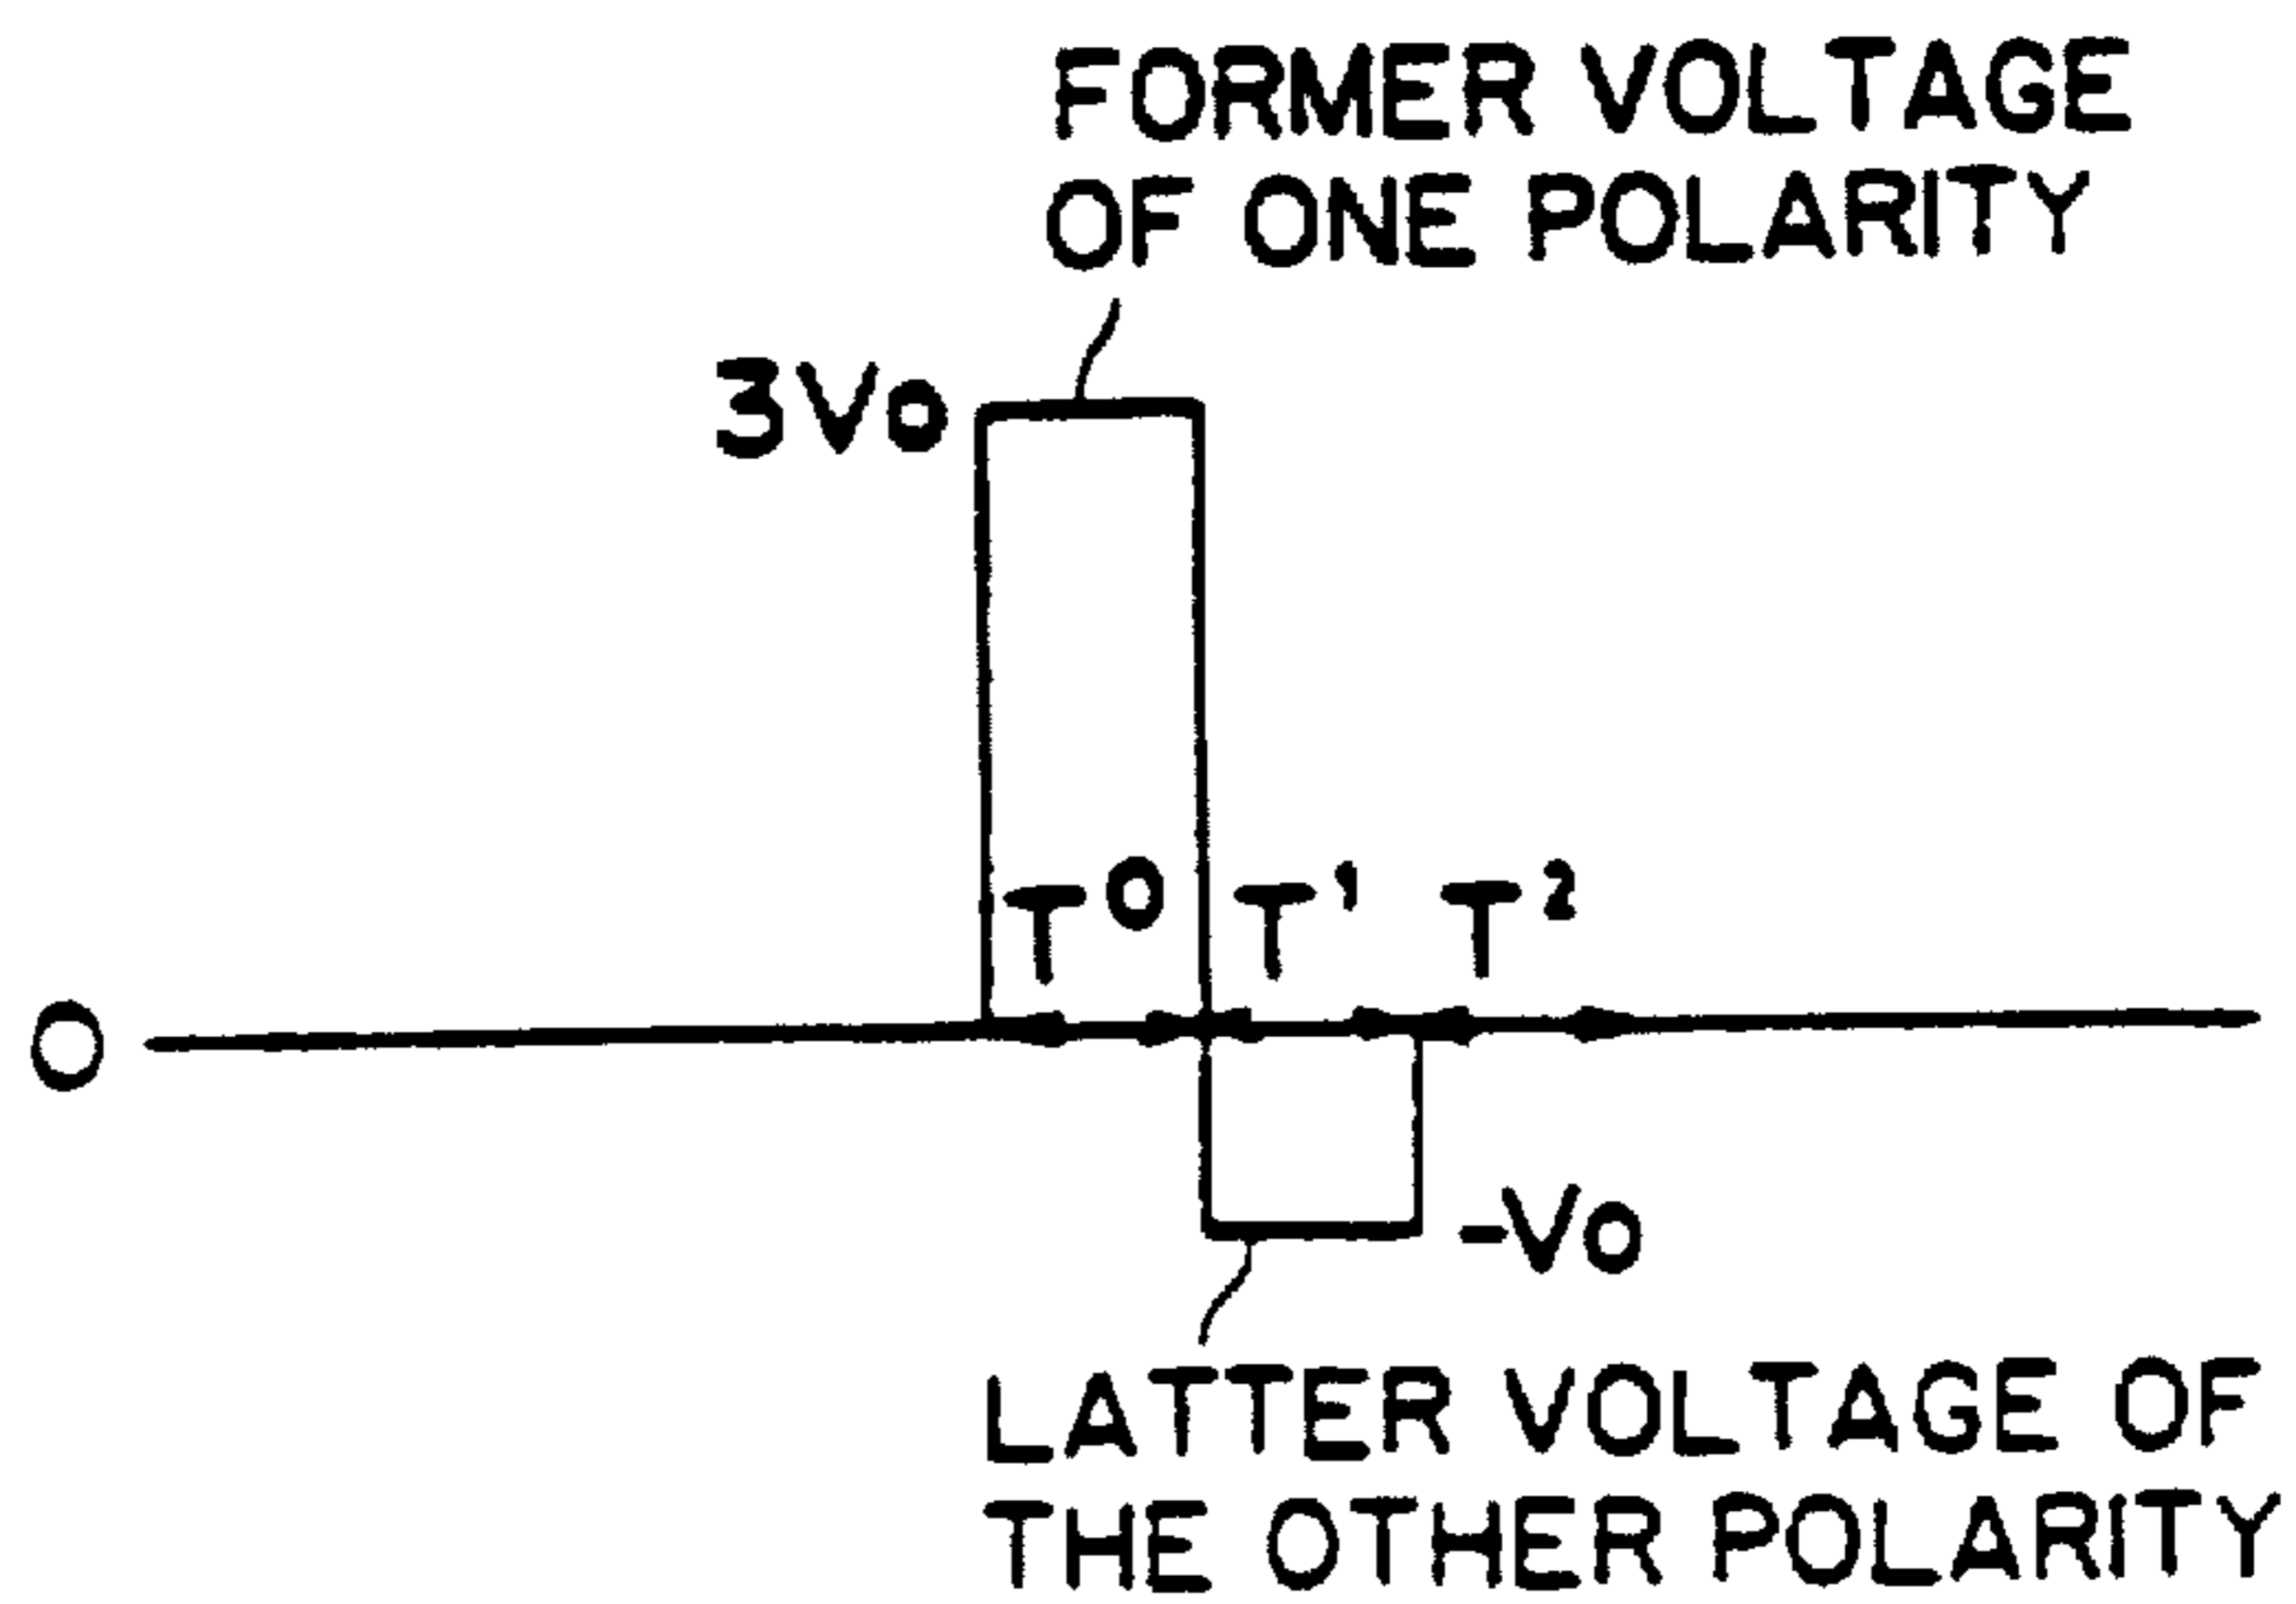 FORMER VOLTAGE
OF ONE POLARITY
3Vo
T⁰ T¹ T²
O
-Vo
LATTER VOLTAGE OF
THE OTHER POLARITY